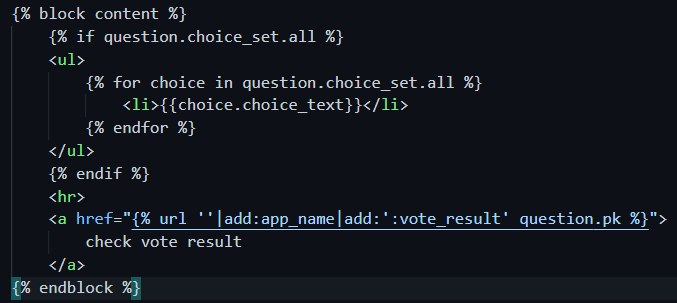 {% block content %}
{% if question.choice_set.all %}
<ul>
{% for choice in question.choice_set.all %}
<li>{{choice.choice_text}}</li>
{% endfor %}
</ul>
{% endif %}
<hr>
<a href="{% url ''|add:app_name|add:':vote_result' question.pk %}">
check vote result
</a>
{% endblock %}